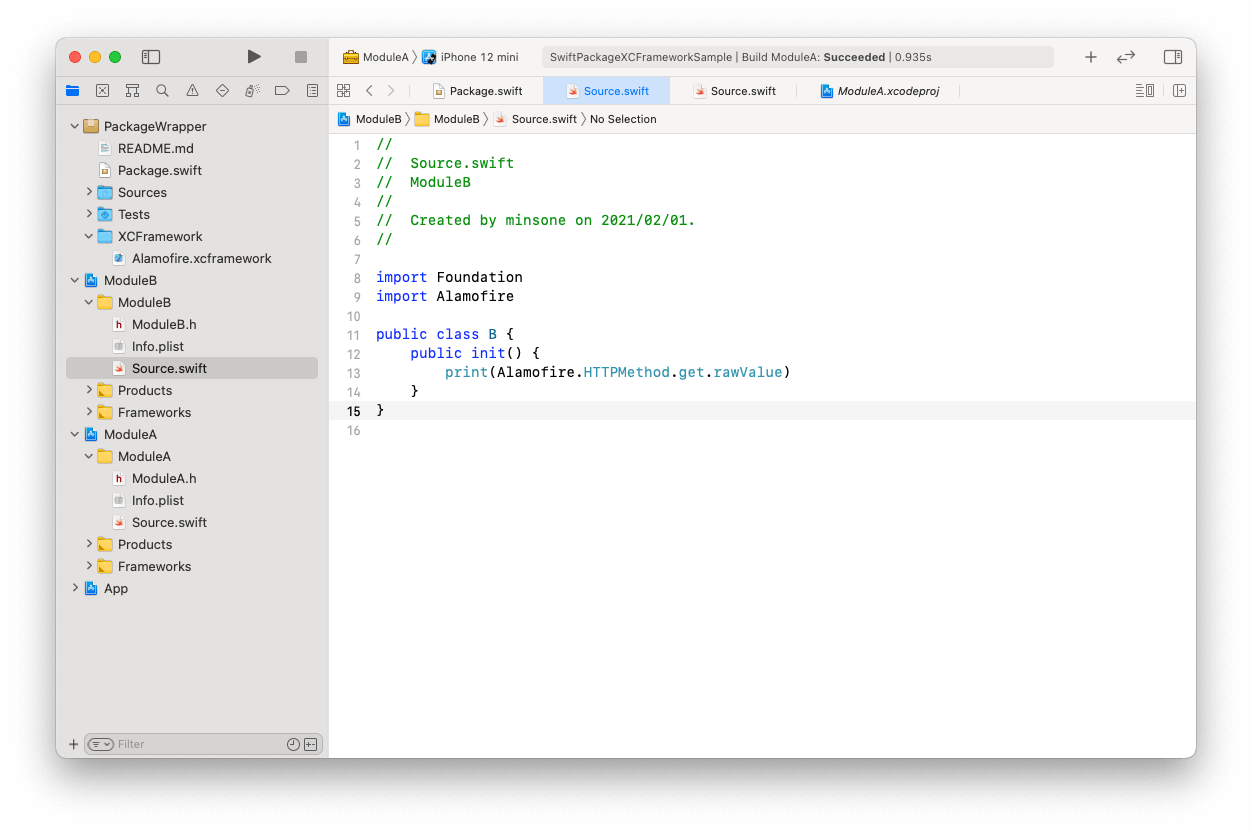 ModuleA 〉 iPhone 12 mini
SwiftPackageXCFrameworkSample | Build ModuleA: Succeeded | 0.935s
Package.swift
Source.swift
Source.swift
ModuleA.xcodeproj
ModuleB 〉 ModuleB 〉 Source.swift 〉 No Selection
PackageWrapper
README.md
Package.swift
Sources
Tests
XCFramework
Alamofire.xcframework
ModuleB
ModuleB
h ModuleB.h
Info.plist
Source.swift
Products
Frameworks
ModuleA
ModuleA
h ModuleA.h
Info.plist
Source.swift
Products
Frameworks
App
Filter
1 //
2 //  Source.swift
3 //  ModuleB
4 //
5 //  Created by minsone on 2021/02/01.
6 //
7
8 import Foundation
9 import Alamofire
10
11 public class B {
12     public init() {
13         print(Alamofire.HTTPMethod.get.rawValue)
14     }
15 }
16